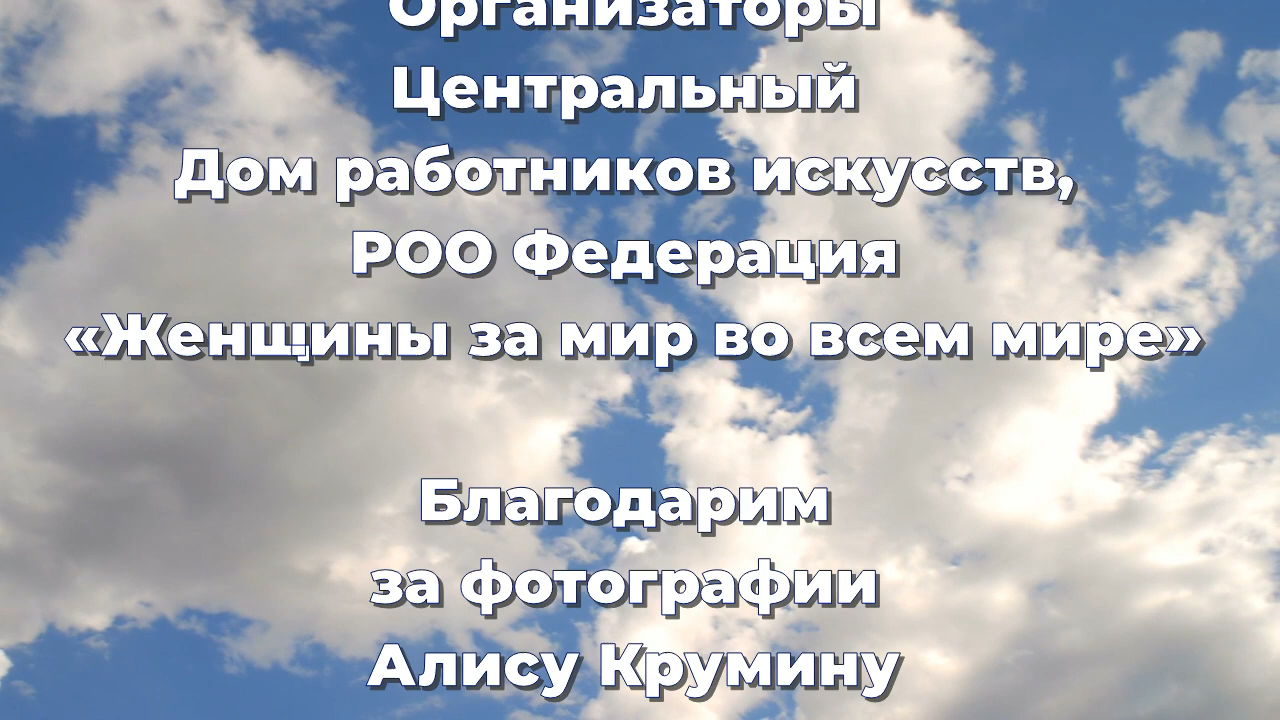 Организаторы
Центральный
Дом работников искусств,
РОО Федерация
«Женщины за мир во всем мире»
Благодарим
за фотографии
Алису Крумину